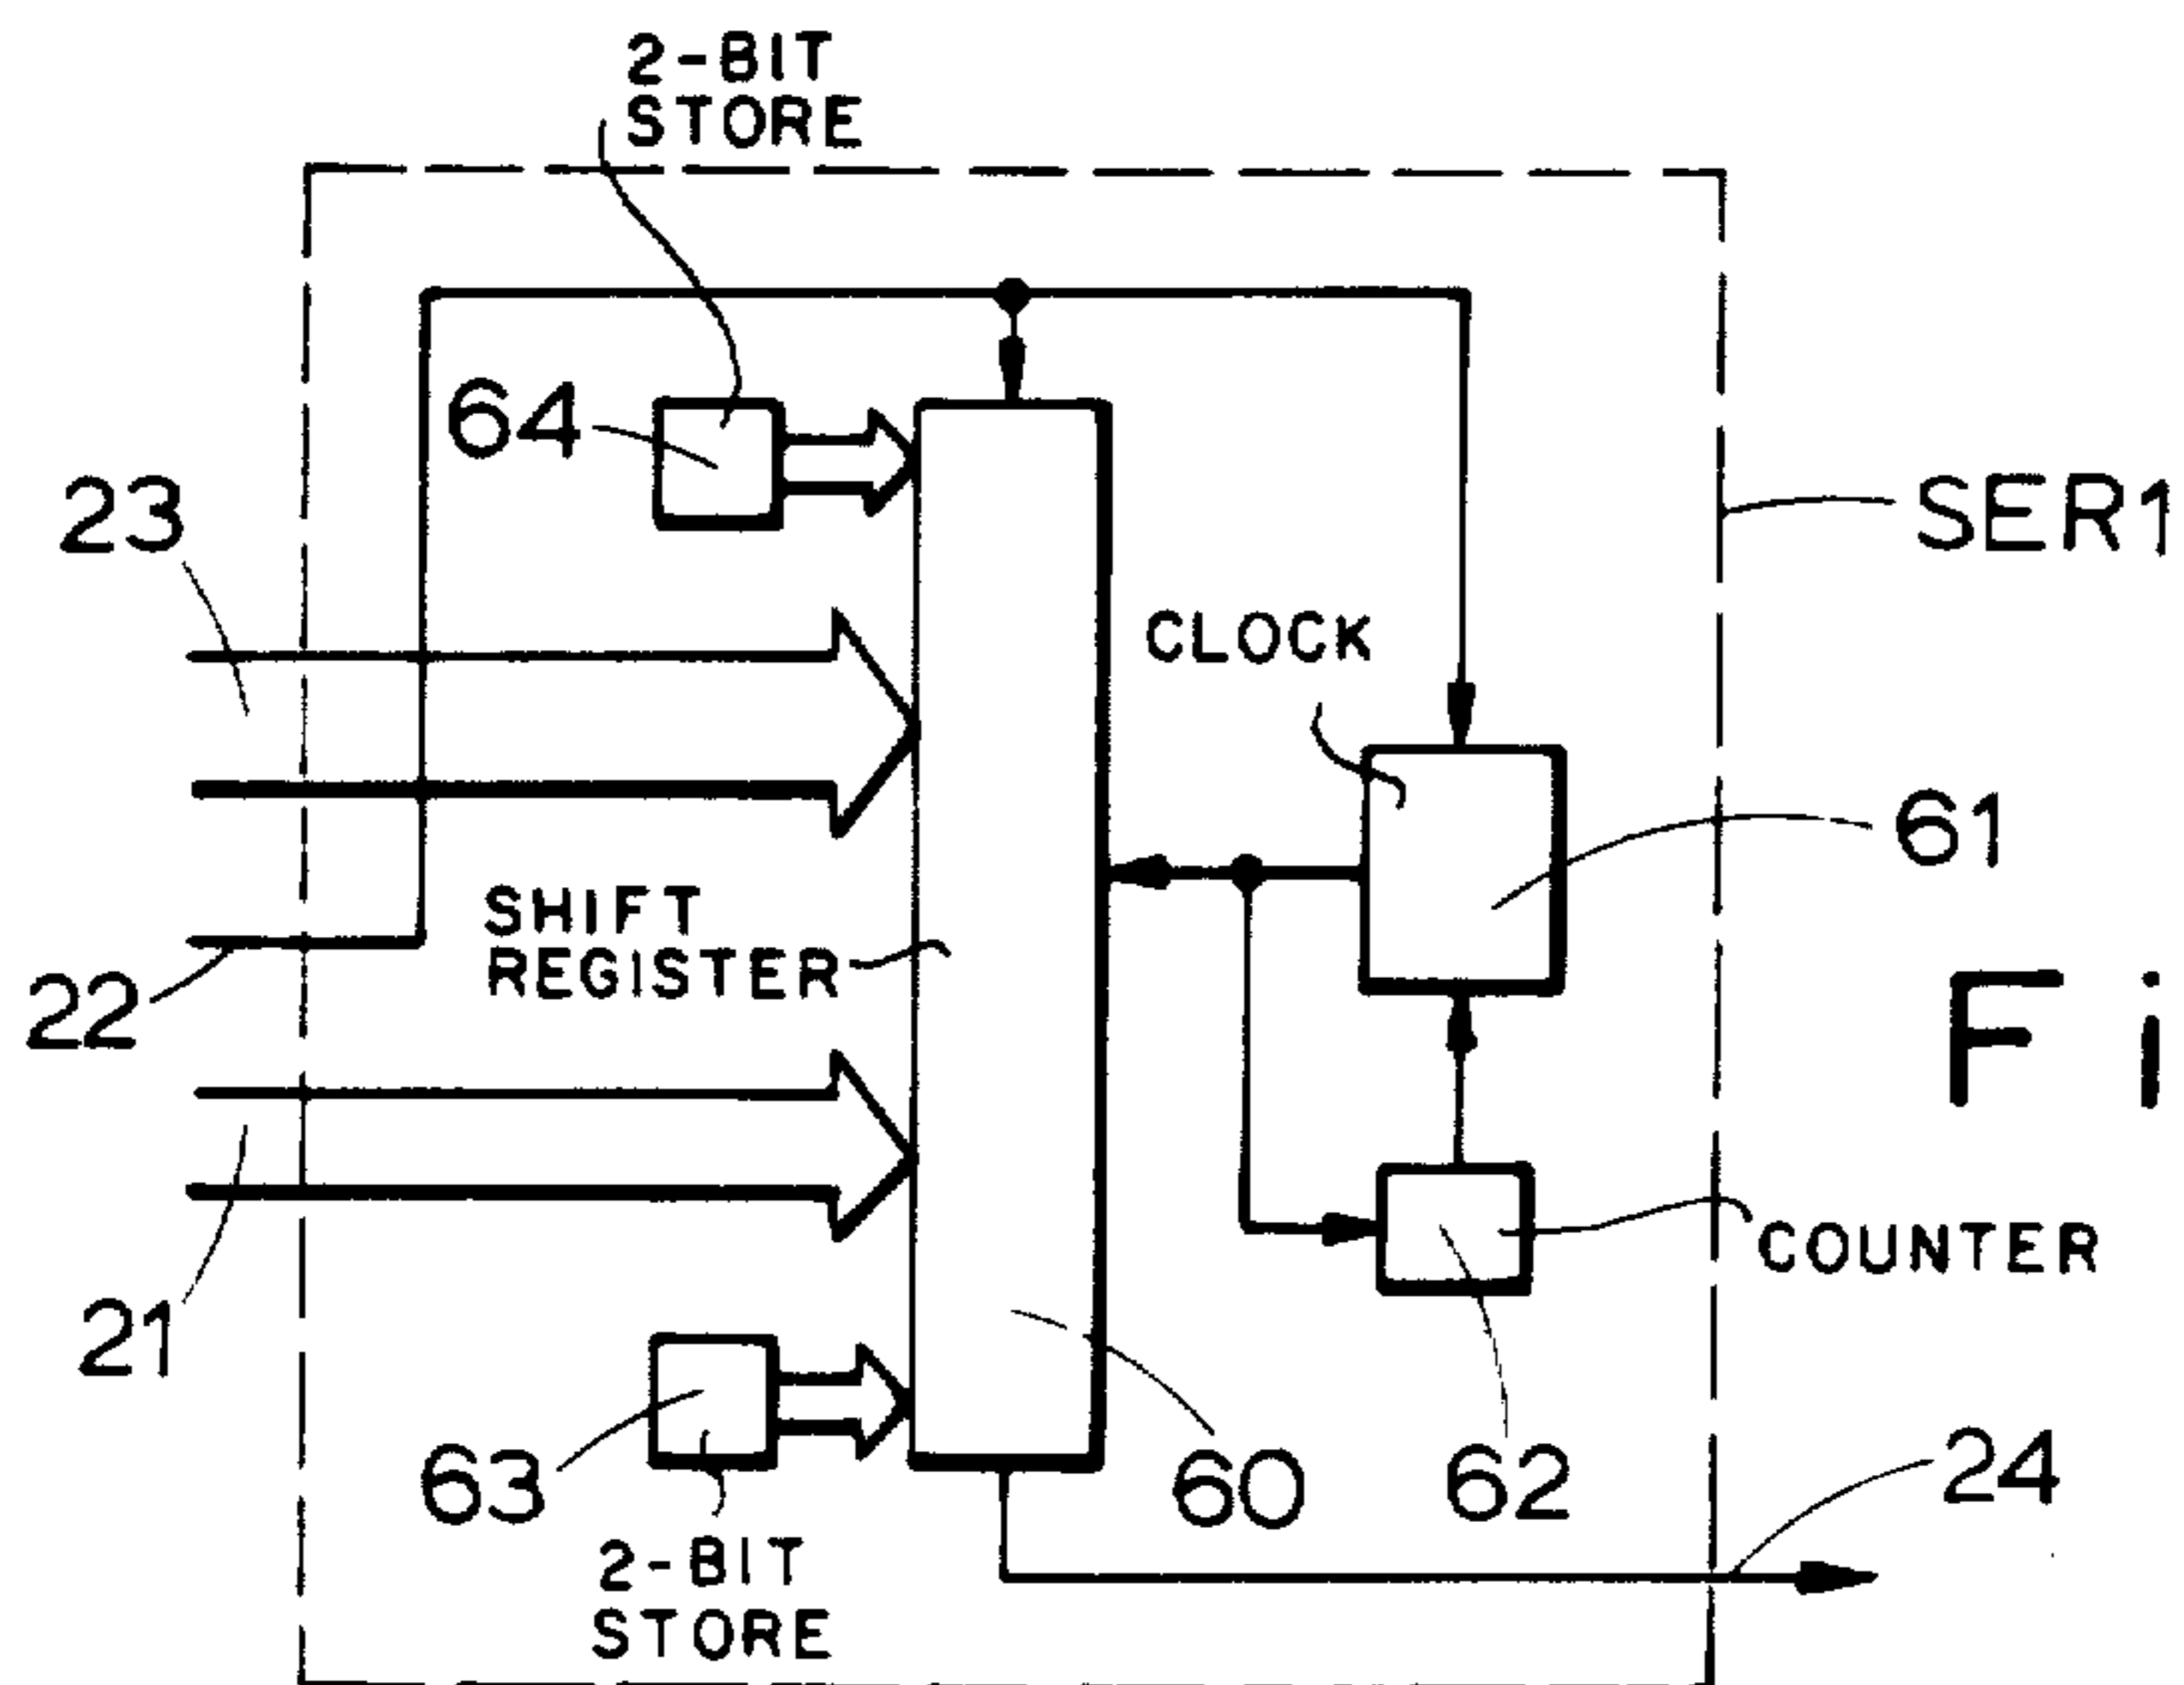 2-BIT
STORE
64
23
SER1
CLOCK
61
SHIFT
REGISTER
22
Fi
COUNTER
21
63
60
62
24
2-BIT
STORE